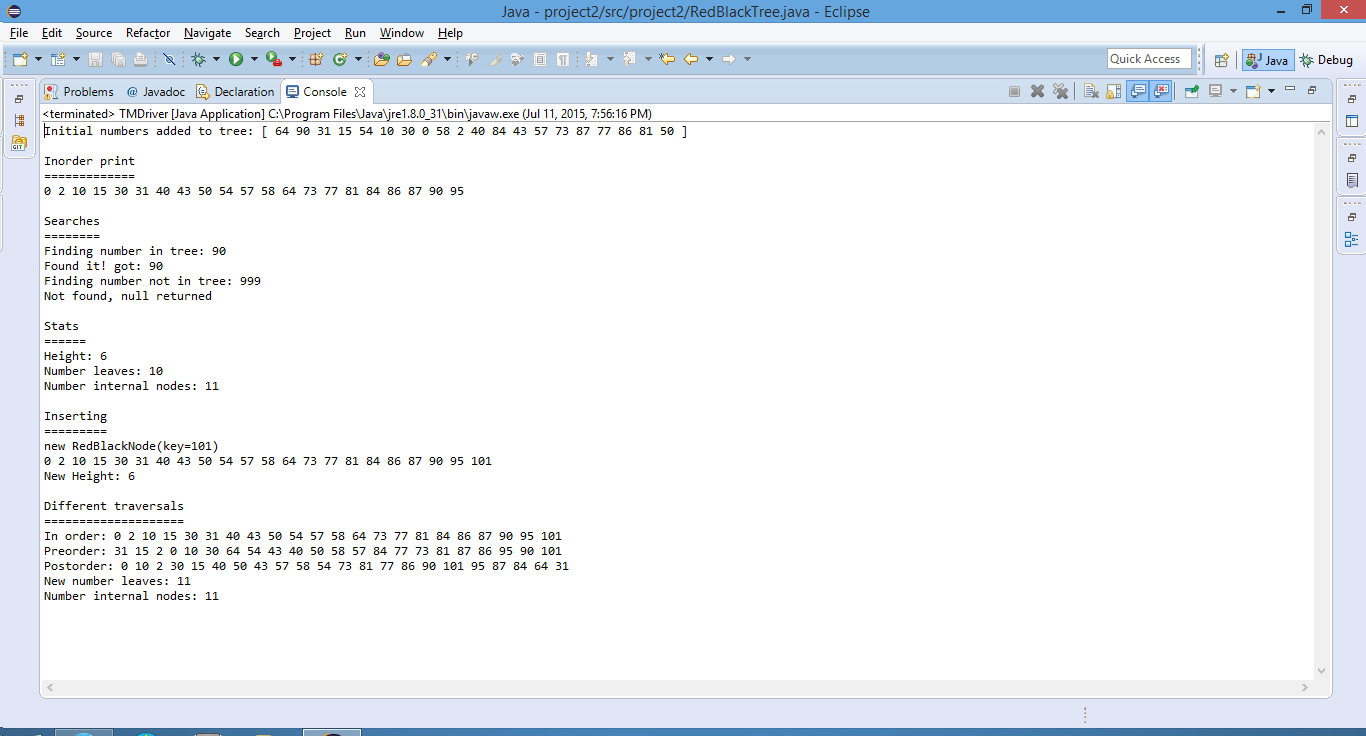 Java - project2/src/project2/RedBlackTree.java - Eclipse
File Edit Source Refactor Navigate Search Project Run Window Help
Quick Access Java Debug
Problems @ Javadoc Declaration Console
<terminated> TMDriver [Java Application] C:\Program Files\Java\jre1.8.0_31\bin\javaw.exe (Jul 11, 2015, 7:56:16 PM)
Initial numbers added to tree: [ 64 90 31 15 54 10 30 0 58 2 40 84 43 57 73 87 77 86 81 50 ]
GIT
Inorder print
=============
0 2 10 15 30 31 40 43 50 54 57 58 64 73 77 81 84 86 87 90 95
Searches
========
Finding number in tree: 90
Found it! got: 90
Finding number not in tree: 999
Not found, null returned
Stats
======
Height: 6
Number leaves: 10
Number internal nodes: 11
Inserting
=========
new RedBlackNode(key=101)
0 2 10 15 30 31 40 43 50 54 57 58 64 73 77 81 84 86 87 90 95 101
New Height: 6
Different traversals
====================
In order: 0 2 10 15 30 31 40 43 50 54 57 58 64 73 77 81 84 86 87 90 95 101
Preorder: 31 15 2 0 10 30 64 54 43 40 50 58 57 84 77 73 81 87 86 95 90 101
Postorder: 0 10 2 30 15 40 50 43 57 58 54 73 81 77 86 90 101 95 87 84 64 31
New number leaves: 11
Number internal nodes: 11